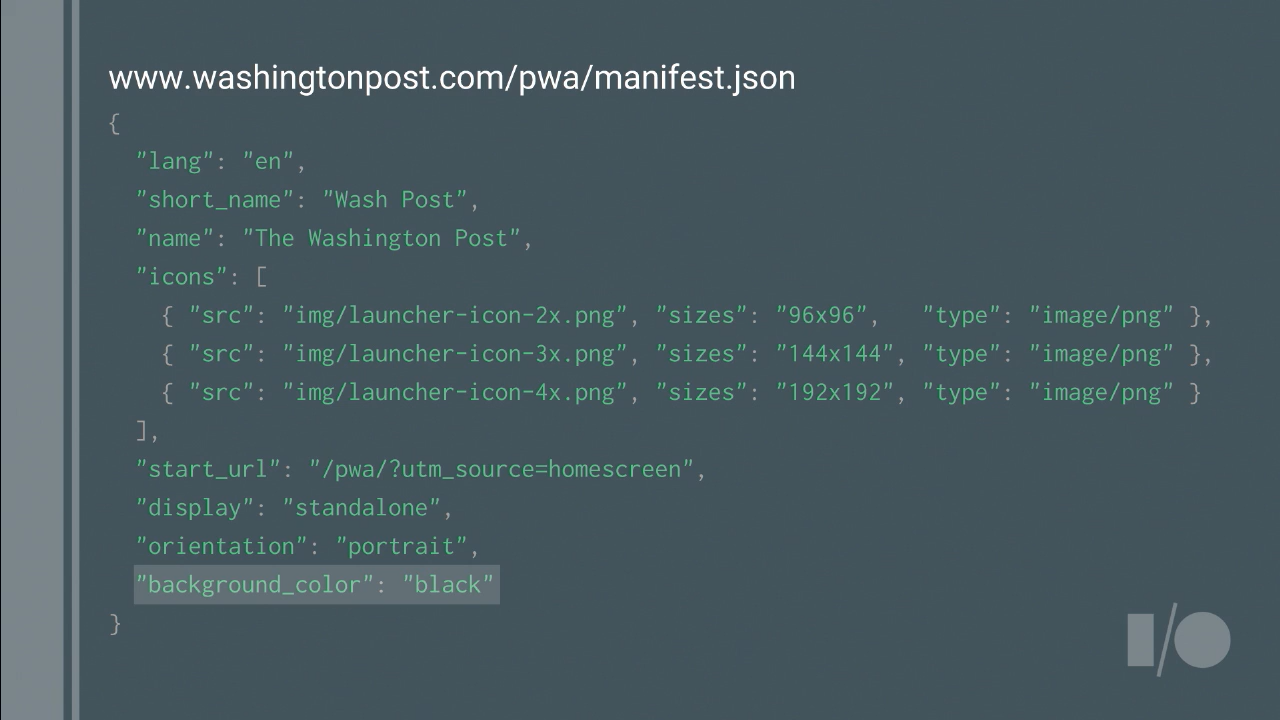 www.washingtonpost.com/pwa/manifest.json
{
"lang": "en",
"short_name": "Wash Post",
"name": "The Washington Post",
"icons": [
{ "src": "img/launcher-icon-2x.png", "sizes": "96x96", "type": "image/png" },
{ "src": "img/launcher-icon-3x.png", "sizes": "144x144", "type": "image/png" },
{ "src": "img/launcher-icon-4x.png", "sizes": "192x192", "type": "image/png" }
],
"start_url": "/pwa/?utm_source=homescreen",
"display": "standalone",
"orientation": "portrait",
"background_color": "black"
}
I/O